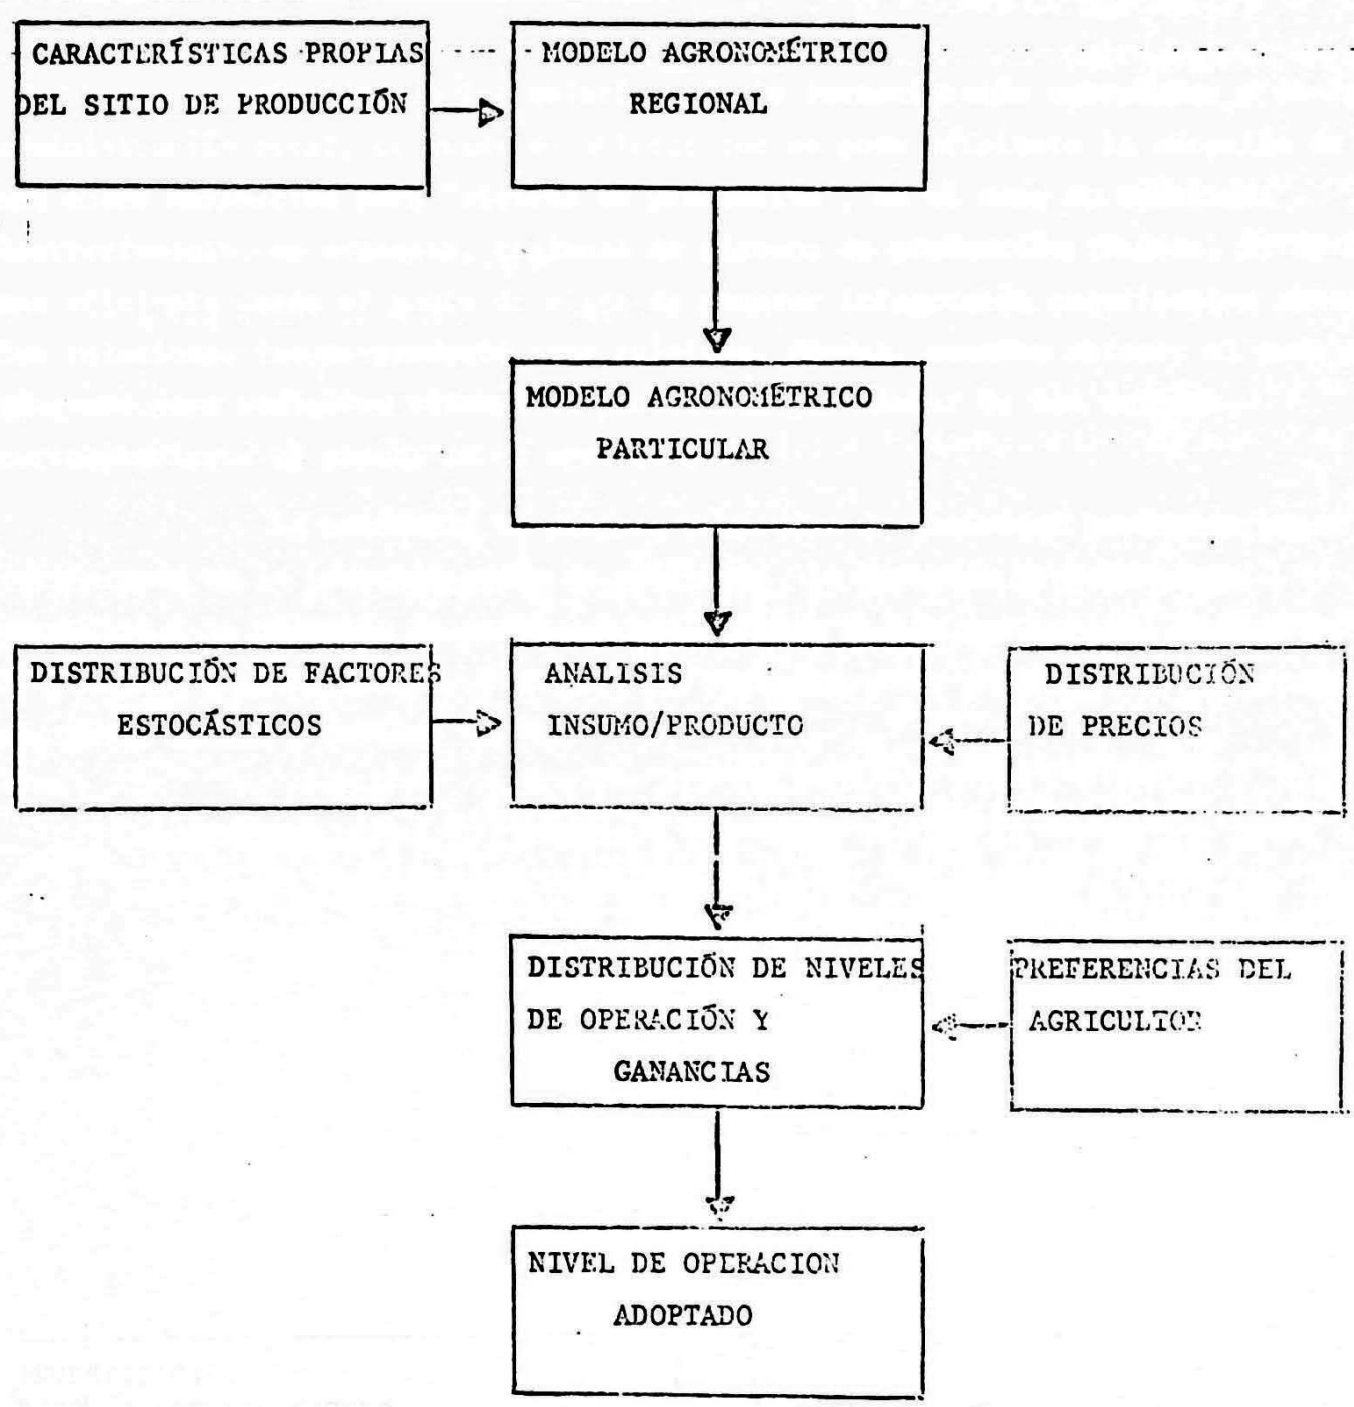 CARACTERÍSTICAS PROPIAS
DEL SITIO DE PRODUCCIÓN
MODELO AGRONOMÉTRICO
REGIONAL
MODELO AGRONOMÉTRICO
PARTICULAR
DISTRIBUCIÓN DE FACTORES
ESTOCÁSTICOS
ANALISIS
INSUMO/PRODUCTO
DISTRIBUCIÓN
DE PRECIOS
DISTRIBUCIÓN DE NIVELES
DE OPERACIÓN Y
GANANCIAS
PREFERENCIAS DEL
AGRICULTOR
NIVEL DE OPERACION
ADOPTADO